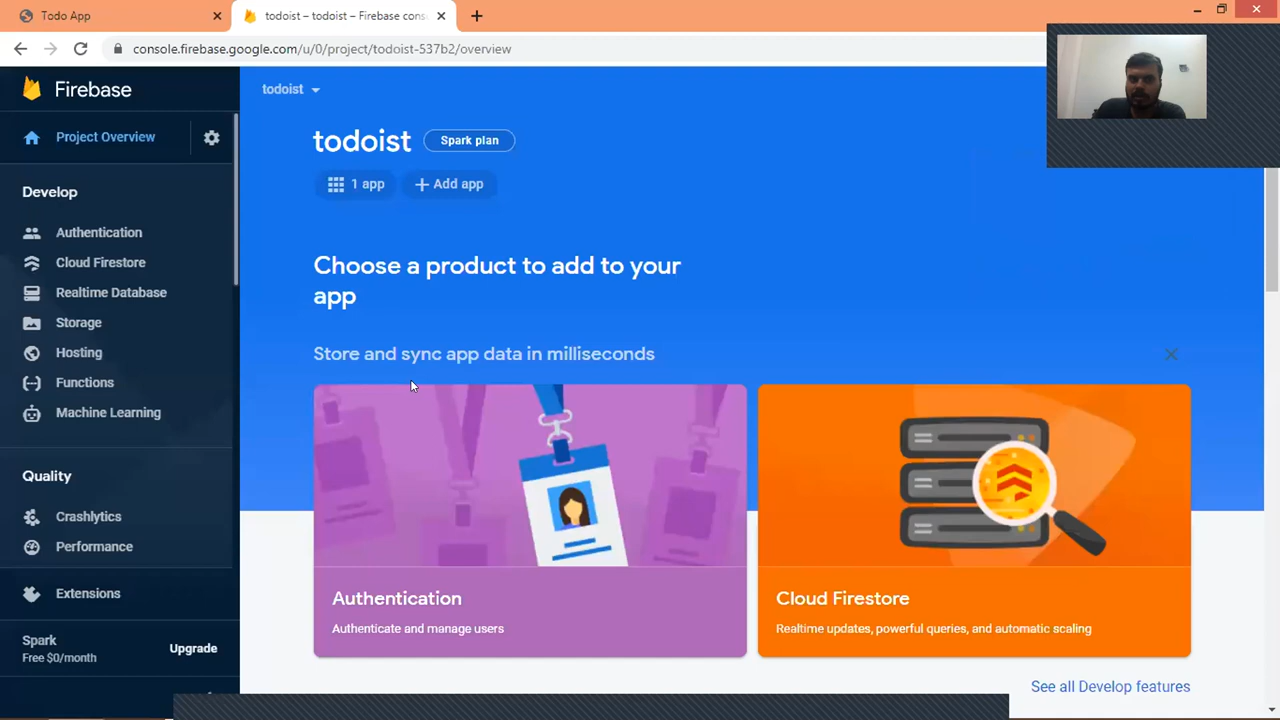 Todo App
todoist – todoist – Firebase cons
console.firebase.google.com/u/0/project/todoist-537b2/overview
Firebase
todoist
Project Overview
todoist
Spark plan
1 app
Add app
Develop
Authentication
Cloud Firestore
Realtime Database
Storage
Hosting
Functions
Machine Learning
Choose a product to add to your
app
Store and sync app data in milliseconds
Quality
Crashlytics
Performance
Extensions
Spark
Free $0/month
Upgrade
Authentication
Authenticate and manage users
Cloud Firestore
Realtime updates, powerful queries, and automatic scaling
See all Develop features